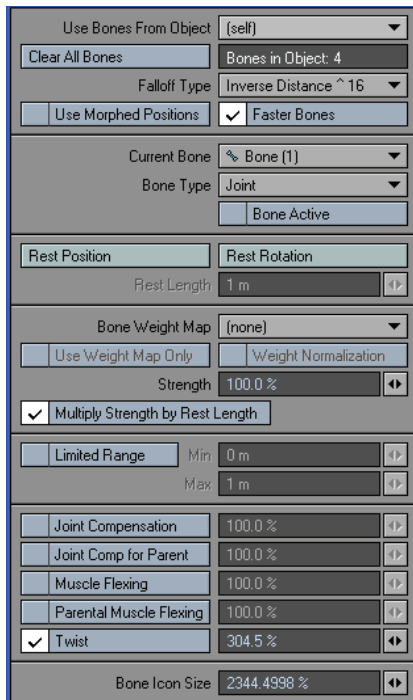 Use Bones From Object (self)
Clear All Bones Bones in Object: 4
Falloff Type Inverse Distance ^ 16
Use Morphed Positions Faster Bones
Current Bone Bone (1)
Bone Type Joint
Bone Active
Rest Position Rest Rotation
Rest Length 1 m
Bone Weight Map (none)
Use Weight Map Only Weight Normalization
Strength 100.0 %
Multiply Strength by Rest Length
Limited Range Min 0 m
Max 1 m
Joint Compensation 100.0 %
Joint Comp for Parent 100.0 %
Muscle Flexing 100.0 %
Parental Muscle Flexing 100.0 %
Twist 304.5 %
Bone Icon Size 2344.4998 %